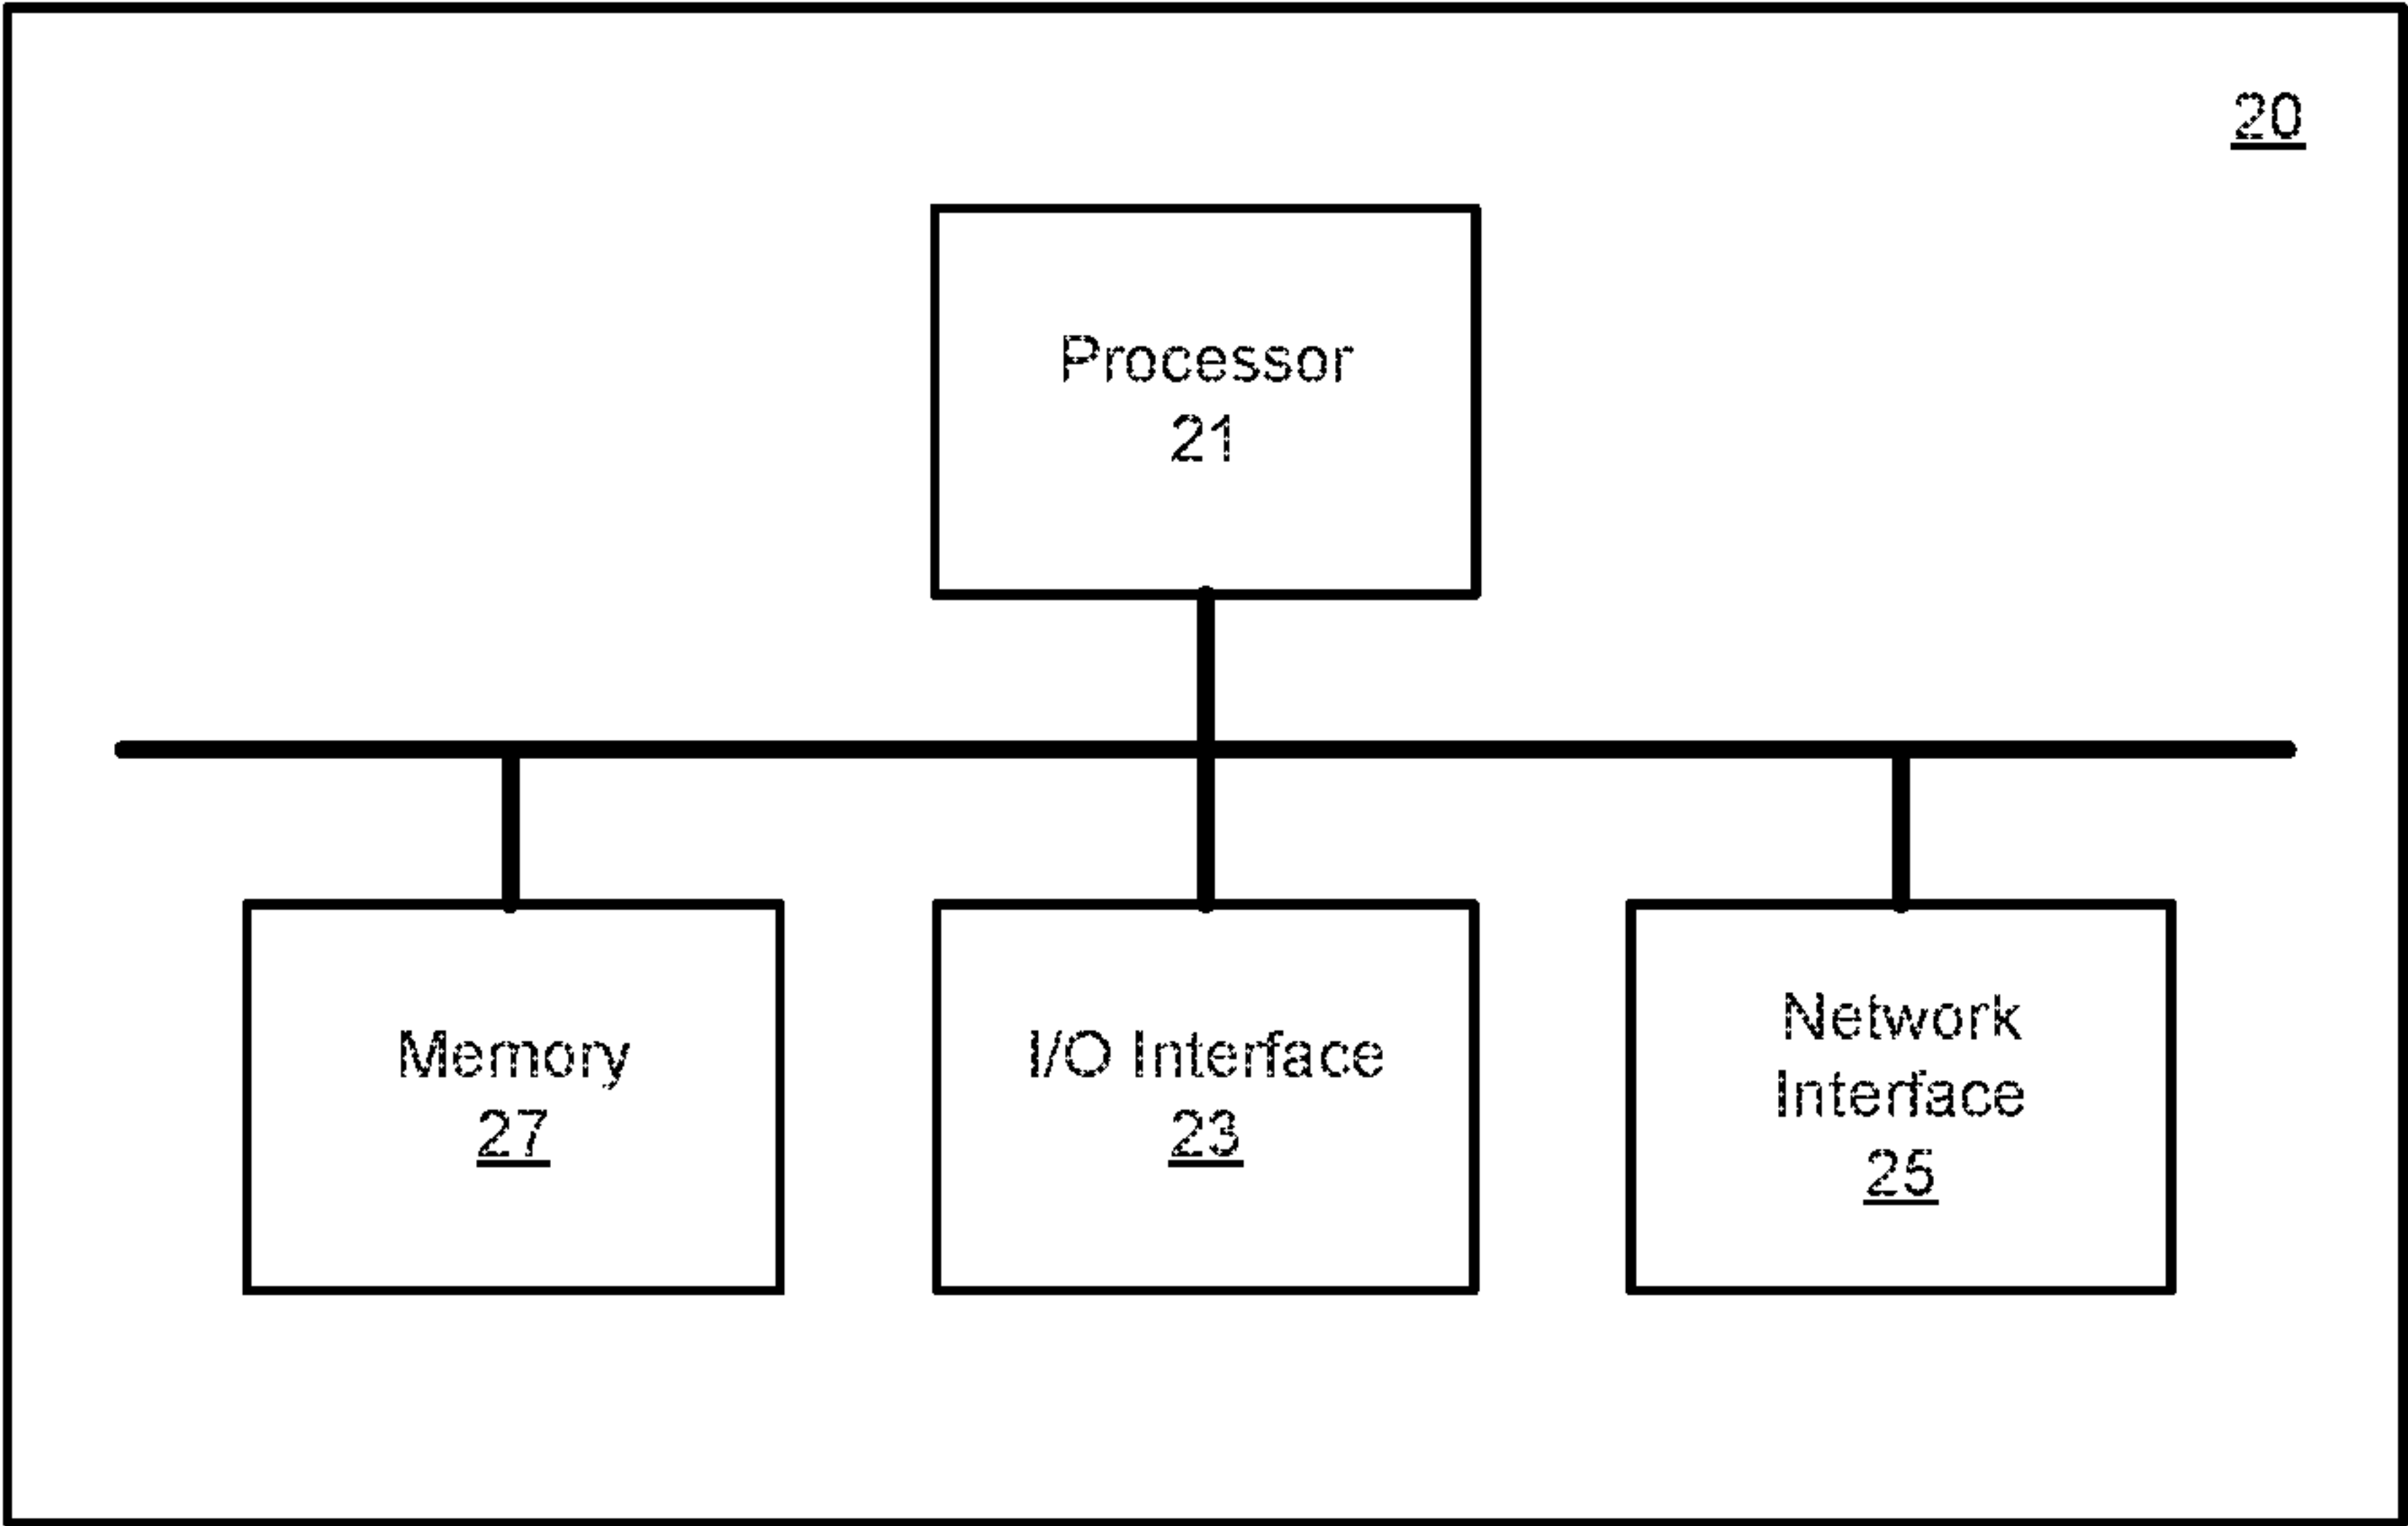 20
Processor
21
Memory
27
I/O Interface
23
Network
Interface
25